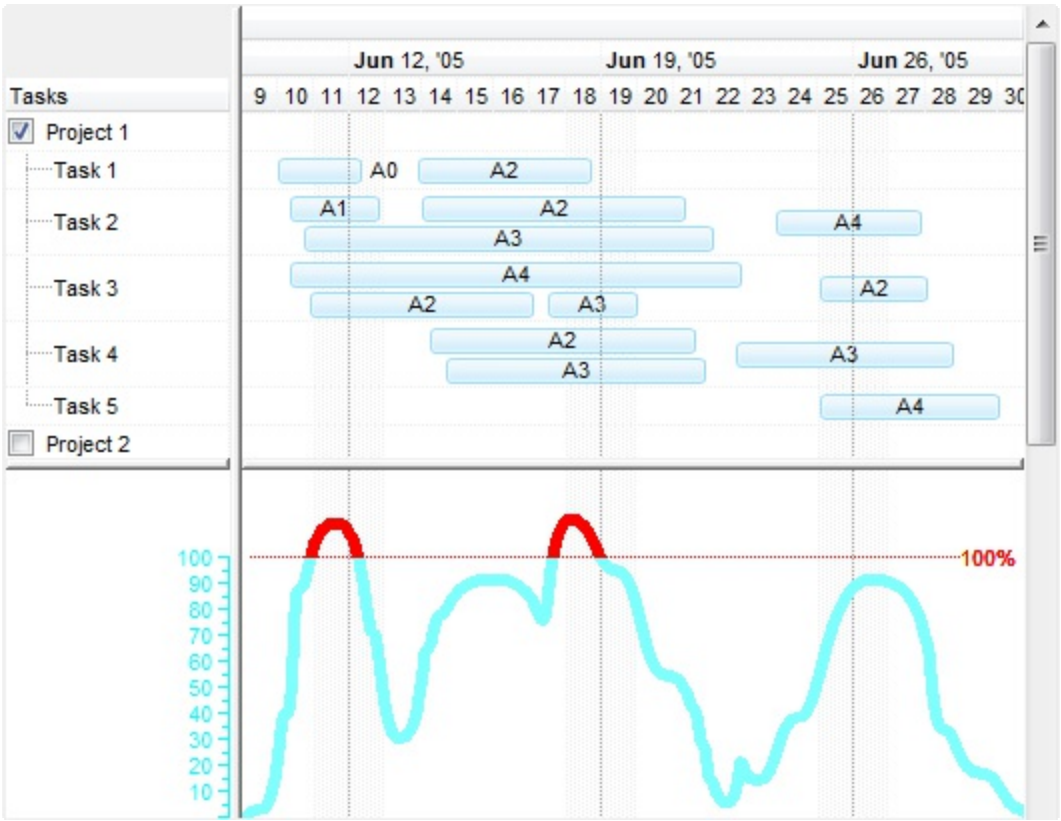 Jun 12, '05 Jun 19, '05 Jun 26, '05
Tasks 9 10 11 12 13 14 15 16 17 18 19 20 21 22 23 24 25 26 27 28 29 30
Project 1
Task 1 A0 A2
A1 A2
Task 2 A4
A3
A4
Task 3 A2
A2 A3
A2
Task 4 A3
A3
Task 5 A4
Project 2
100 100%
90
80
70
60
50
40
30
20
10